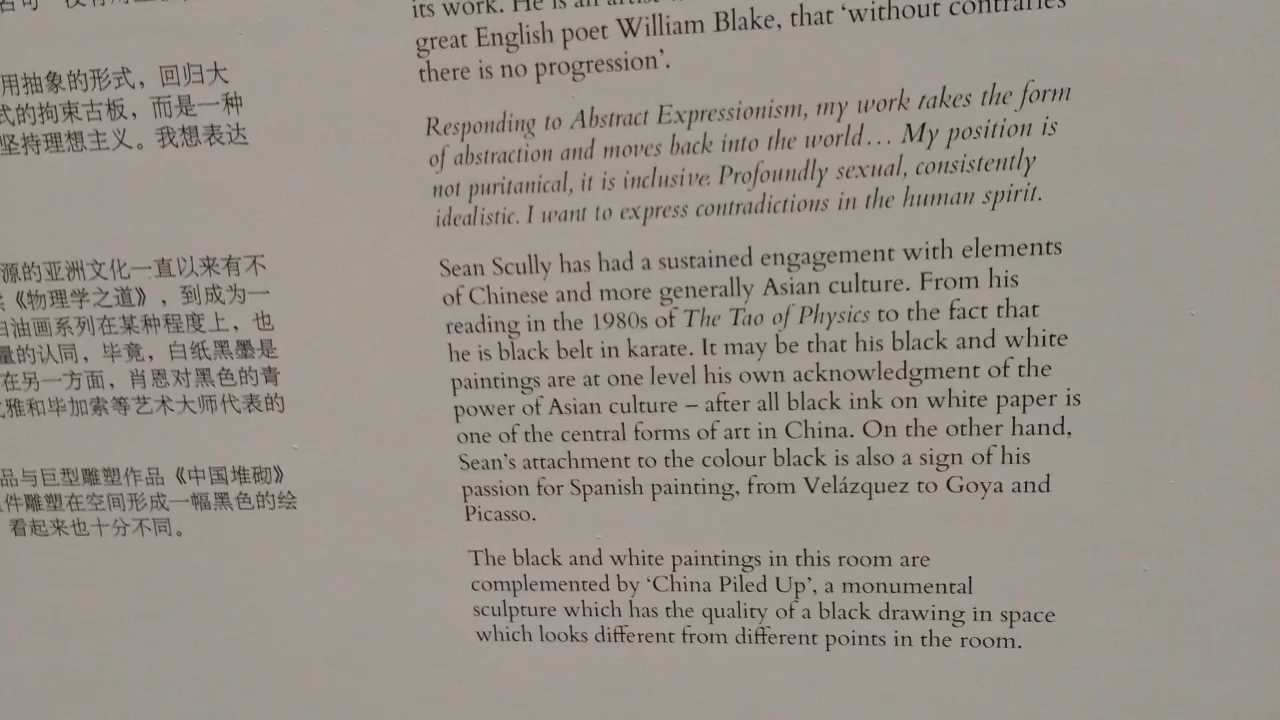 用抽象的形式，回归大
式的拘束古板，而是一种
坚持理想主义。我想表达
源的亚洲文化一直以来有不
《物理学之道》，到成为一
油画系列在某种程度上，也
量的认同，毕竟，白纸黑墨是
在另一方面，肖恩对黑色的青
雅和毕加索等艺术大师代表的
品与巨型雕塑作品《中国堆砌》
件雕塑在空间形成一幅黑色的绘
看起来也十分不同。
its work. He is an artist
great English poet William Blake, that ‘without contraries
there is no progression’.
Responding to Abstract Expressionism, my work takes the form
of abstraction and moves back into the world… My position is
not puritanical, it is inclusive. Profoundly sexual, consistently
idealistic. I want to express contradictions in the human spirit.
Sean Scully has had a sustained engagement with elements
of Chinese and more generally Asian culture. From his
reading in the 1980s of The Tao of Physics to the fact that
he is black belt in karate. It may be that his black and white
paintings are at one level his own acknowledgment of the
power of Asian culture – after all black ink on white paper is
one of the central forms of art in China. On the other hand,
Sean’s attachment to the colour black is also a sign of his
passion for Spanish painting, from Velázquez to Goya and
Picasso.
The black and white paintings in this room are
complemented by ‘China Piled Up’, a monumental
sculpture which has the quality of a black drawing in space
which looks different from different points in the room.